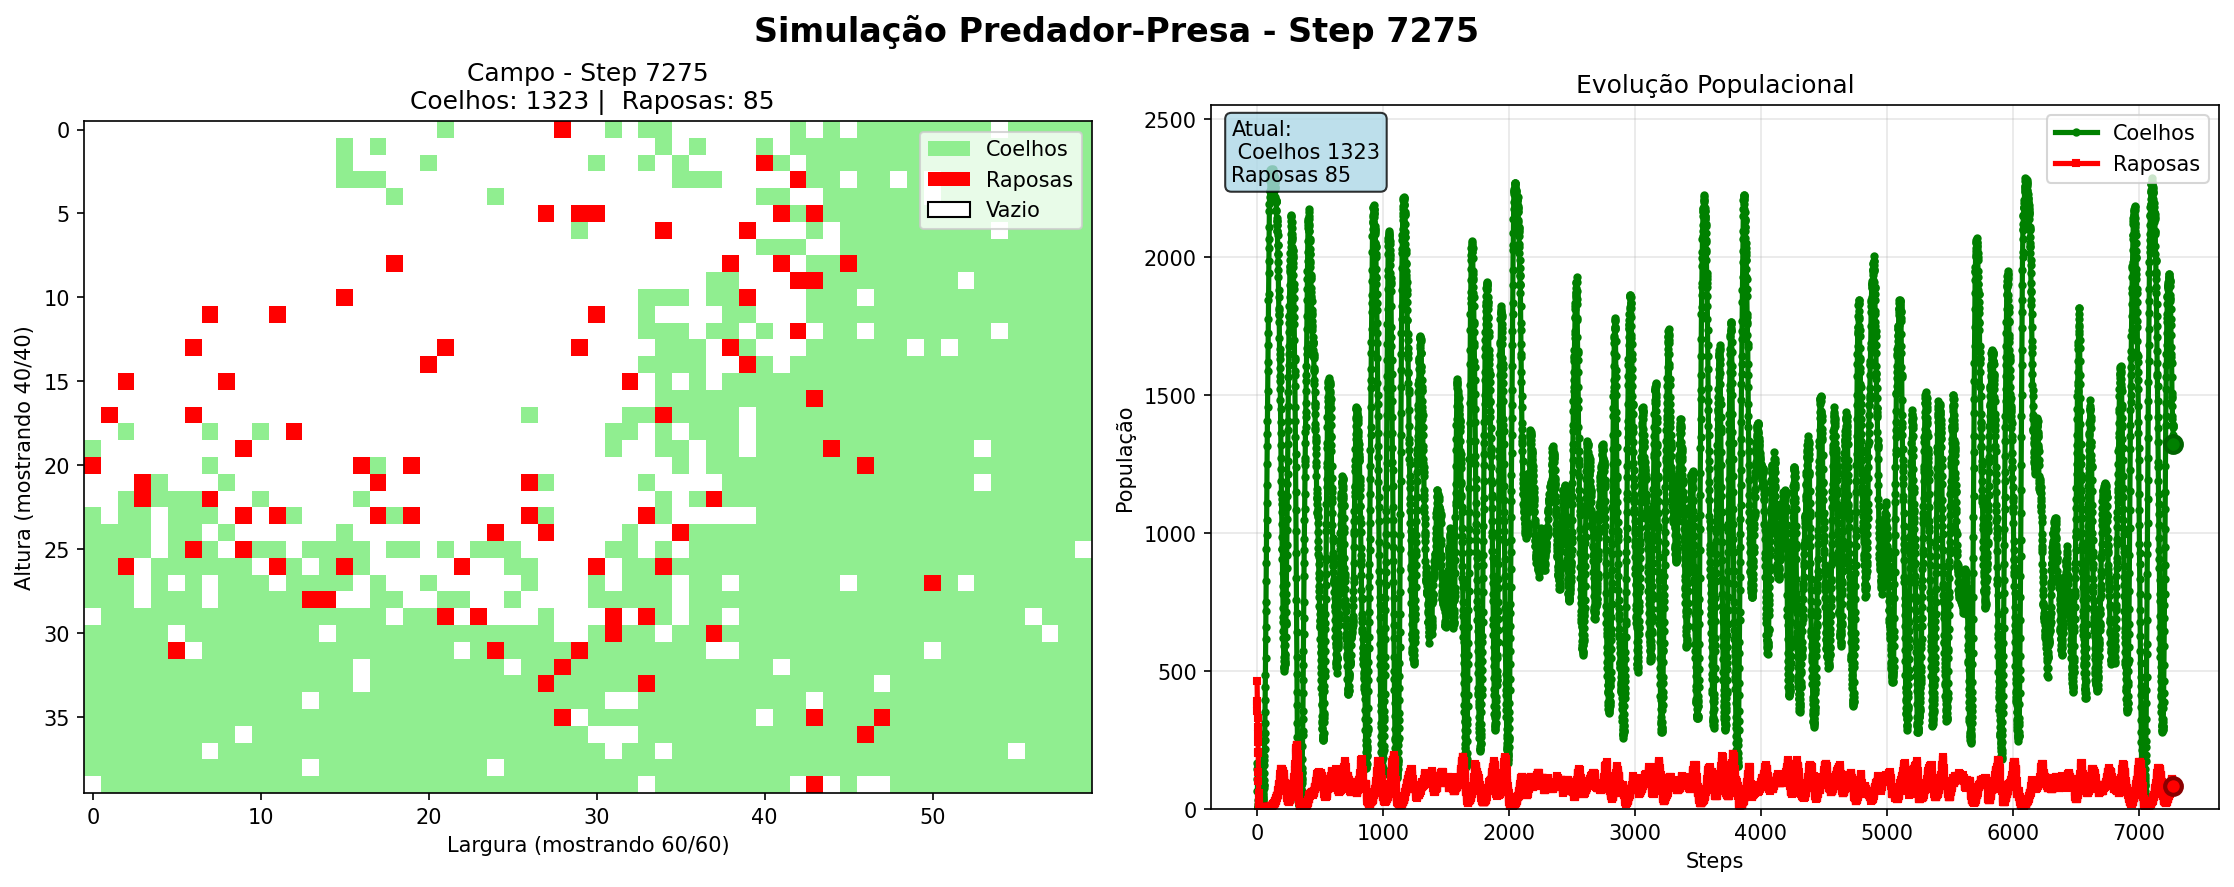 Simulação Predador-Presa - Step 7275
Campo - Step 7275
Coelhos: 1323 |  Raposas: 85
Coelhos
Raposas
Vazio
0
5
10
15
20
25
30
35
Altura (mostrando 40/40)
0
10
20
30
40
50
Largura (mostrando 60/60)
Evolução Populacional
Atual:
Coelhos 1323
Raposas 85
Coelhos
Raposas
2500
2000
1500
1000
500
0
População
0
1000
2000
3000
4000
5000
6000
7000
Steps